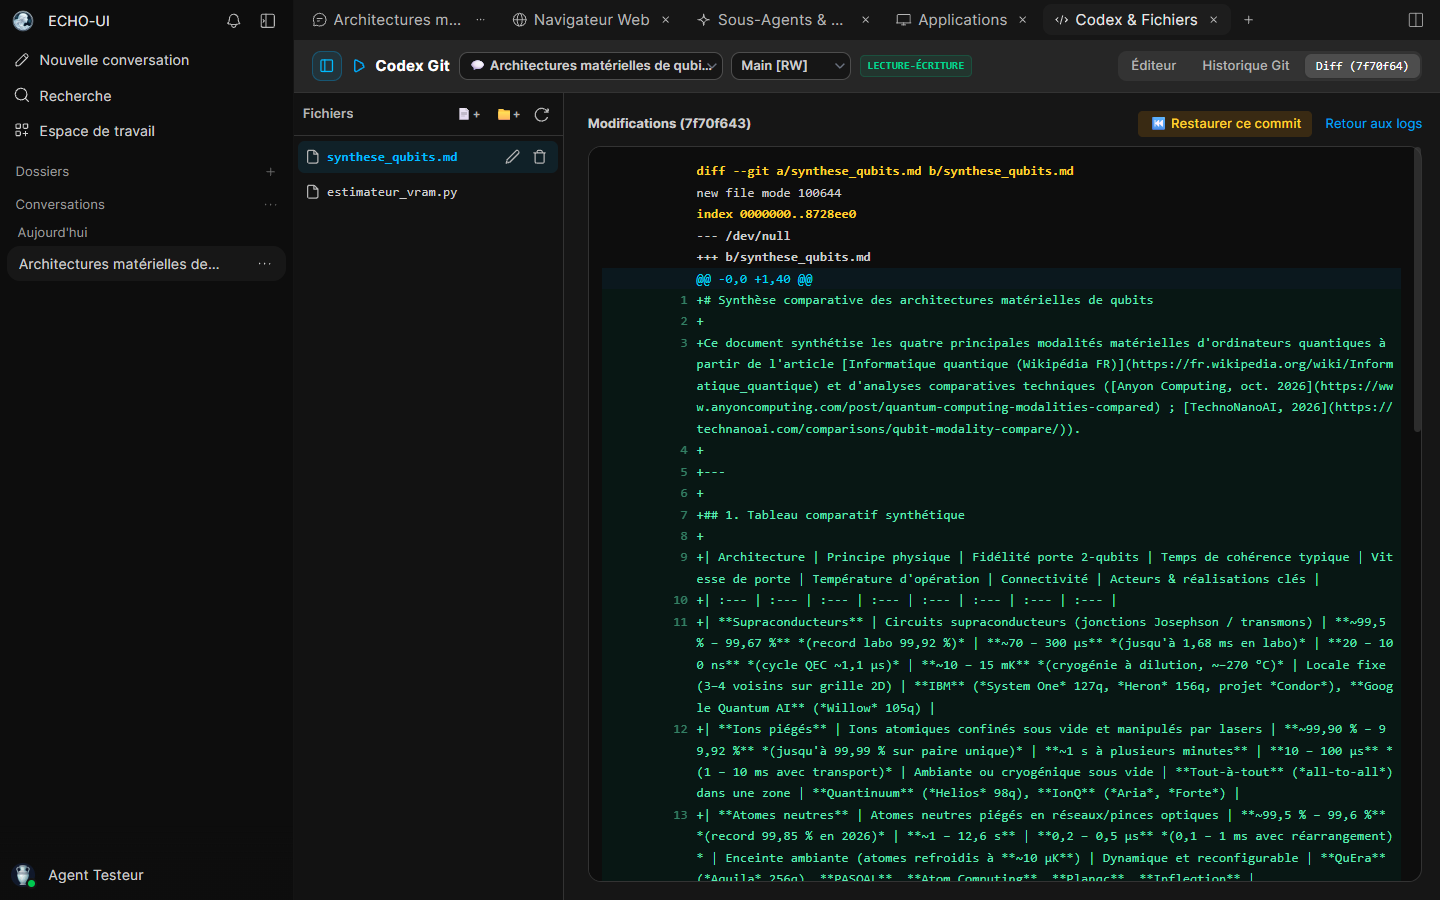 ECHO-UI
Nouvelle conversation
Recherche
Espace de travail
Dossiers
Conversations
Aujourd'hui
Architectures matérielles de...
Agent Testeur
Architectures m...
Navigateur Web
Sous-Agents & ...
Applications
Codex & Fichiers
Codex Git
Architectures matérielles de qubi...
Main [RW]
LECTURE-ÉCRITURE
Éditeur
Historique Git
Diff (7f70f64)
Fichiers
synthese_qubits.md
estimateur_vram.py
Modifications (7f70f643)
Restaurer ce commit
Retour aux logs
diff --git a/synthese_qubits.md b/synthese_qubits.md
new file mode 100644
index 0000000..8728ee0
--- /dev/null
+++ b/synthese_qubits.md
@@ -0,0 +1,40 @@
1 +# Synthèse comparative des architectures matérielles de qubits
2 +
3 +Ce document synthétise les quatre principales modalités matérielles d'ordinateurs quantiques à
partir de l'article [Informatique quantique (Wikipédia FR)](https://fr.wikipedia.org/wiki/Inform
atique_quantique) et d'analyses comparatives techniques ([Anyon Computing, oct. 2026](https://ww
w.anyoncomputing.com/post/quantum-computing-modalities-compared) ; [TechnoNanoAI, 2026](https://
technanoai.com/comparisons/qubit-modality-compare/)).
4 +
5 +---
6 +
7 +## 1. Tableau comparatif synthétique
8 +
9 +| Architecture | Principe physique | Fidélité porte 2-qubits | Temps de cohérence typique | Vit
esse de porte | Température d'opération | Connectivité | Acteurs & réalisations clés |
10 +| :--- | :--- | :--- | :--- | :--- | :--- | :--- | :--- |
11 +| **Supraconducteurs** | Circuits supraconducteurs (jonctions Josephson / transmons) | **~99,5
% – 99,67 %** *(record labo 99,92 %)* | **~70 – 300 µs** *(jusqu'à 1,68 ms en labo)* | **20 – 10
0 ns** *(cycle QEC ~1,1 µs)* | **~10 – 15 mK** *(cryogénie à dilution, ~−270 °C)* | Locale fixe
(3–4 voisins sur grille 2D) | **IBM** (*System One* 127q, *Heron* 156q, projet *Condor*), **Goog
le Quantum AI** (*Willow* 105q) |
12 +| **Ions piégés** | Ions atomiques confinés sous vide et manipulés par lasers | **~99,90 % – 9
9,92 %** *(jusqu'à 99,99 % sur paire unique)* | **~1 s à plusieurs minutes** | **10 – 100 µs** *
(1 – 10 ms avec transport)* | Ambiante ou cryogénique sous vide | **Tout-à-tout** (*all-to-all*)
dans une zone | **Quantinuum** (*Helios* 98q), **IonQ** (*Aria*, *Forte*) |
13 +| **Atomes neutres** | Atomes neutres piégés en réseaux/pinces optiques | **~99,5 % – 99,6 %**
*(record 99,85 % en 2026)* | **~1 – 12,6 s** | **0,2 – 0,5 µs** *(0,1 – 1 ms avec réarrangement)
* | Enceinte ambiante (atomes refroidis à **~10 µK**) | Dynamique et reconfigurable | **QuEra**
(*Aquila* 256q), **PASQAL**, **Atom Computing**, **Planqc**, **Infleqtion** |